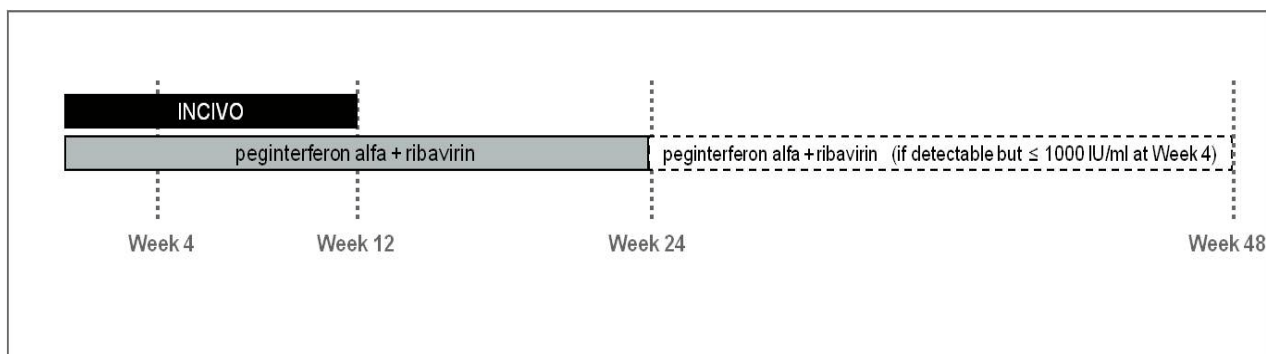 INCIVO
peginterferon alfa + ribavirin
peginterferon alfa + ribavirin (if detectable but ≤ 1000 IU/ml at Week 4)
Week 4
Week 12
Week 24
Week 48